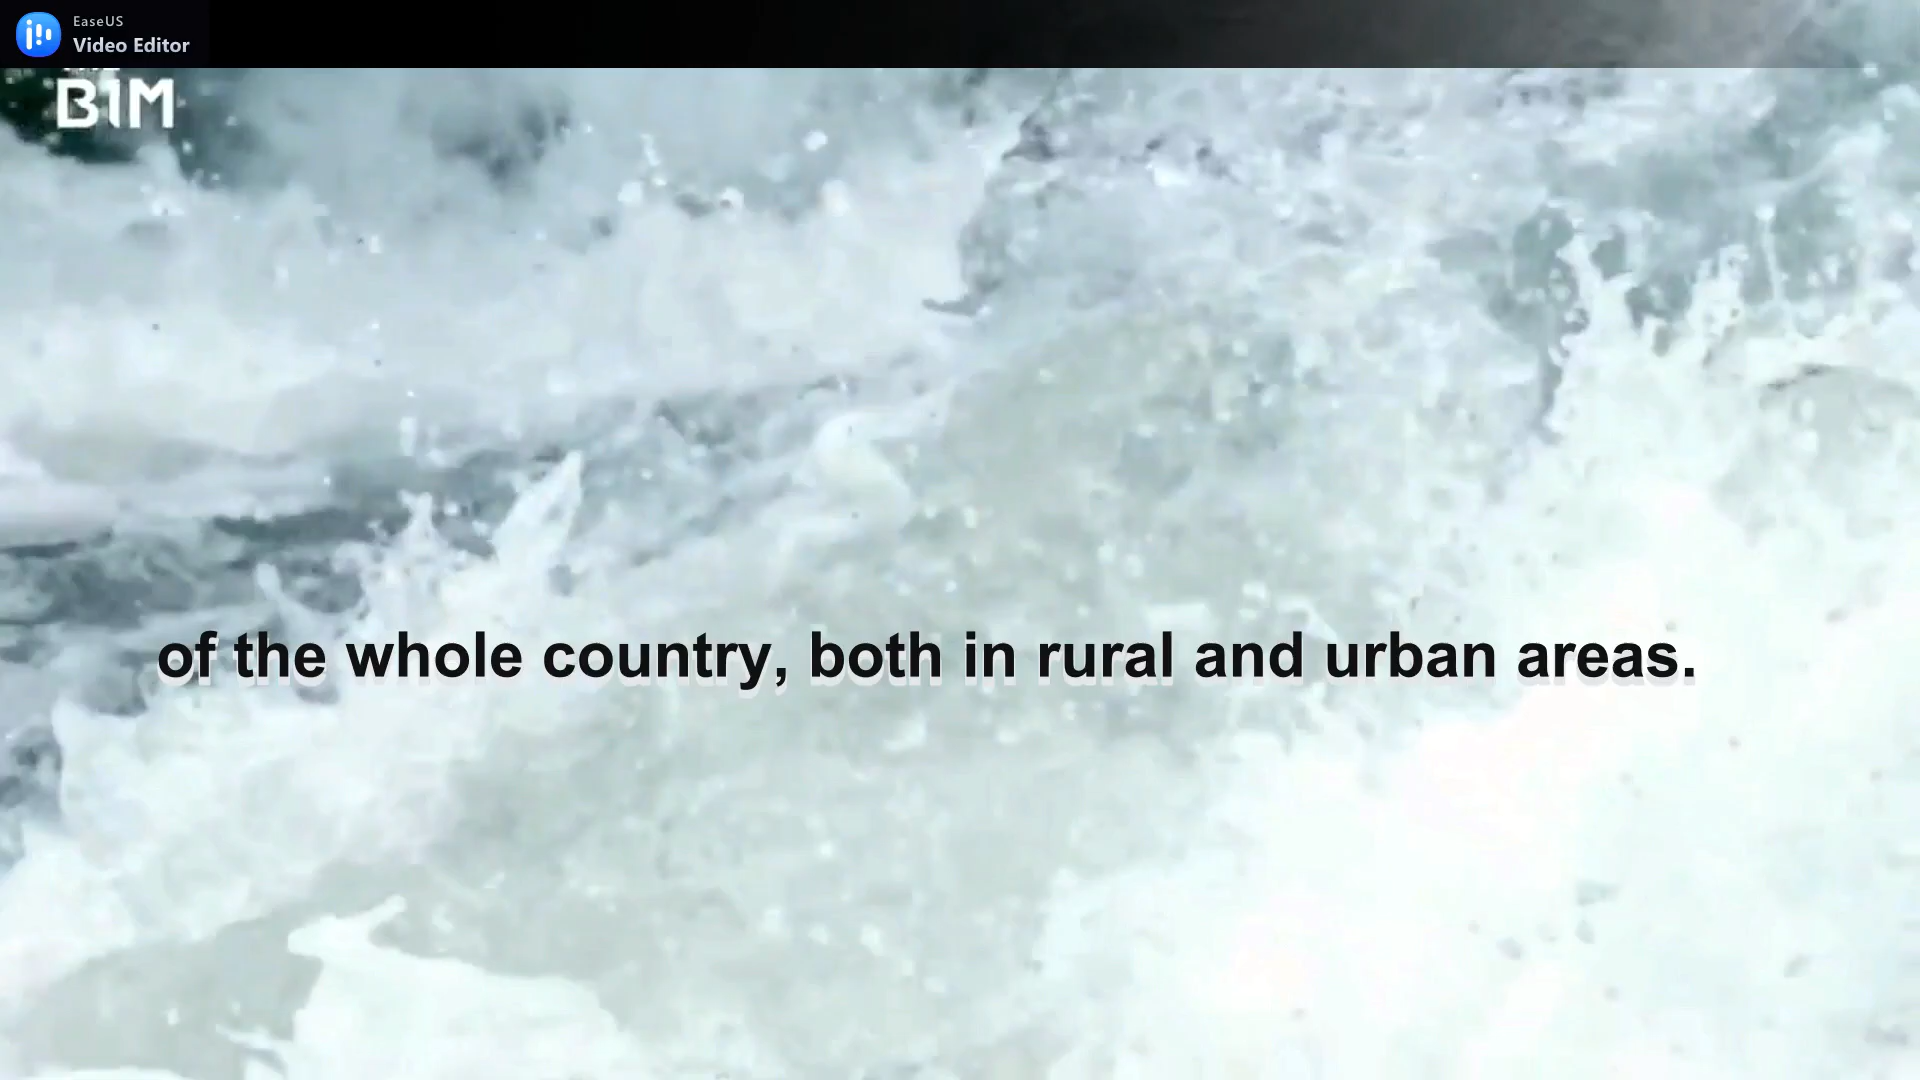 EaseUS
Video Editor
B1M
of the whole country, both in rural and urban areas.